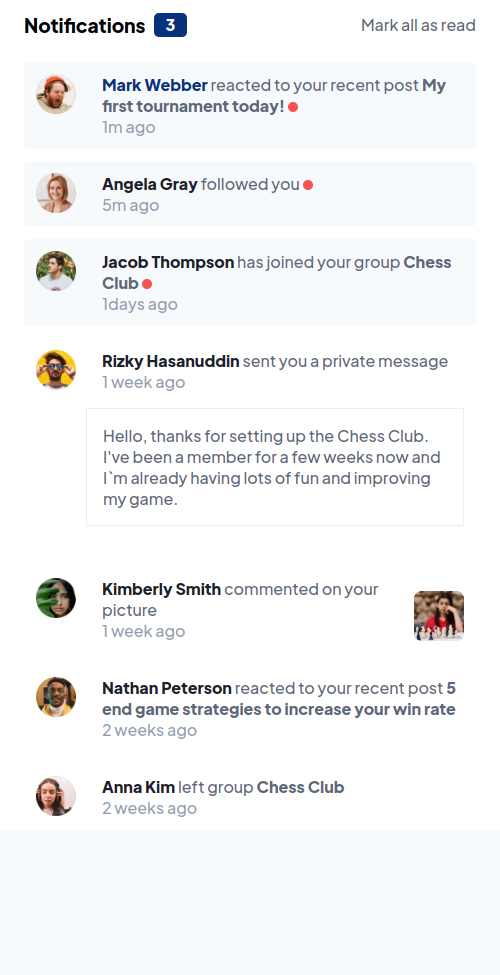 Notifications 3 Mark all as read
Mark Webber reacted to your recent post My
first tournament today!
1m ago
Angela Gray followed you
5m ago
Jacob Thompson has joined your group Chess
Club
1days ago
Rizky Hasanuddin sent you a private message
1 week ago
Hello, thanks for setting up the Chess Club.
I've been a member for a few weeks now and
I`m already having lots of fun and improving
my game.
Kimberly Smith commented on your
picture
1 week ago
Nathan Peterson reacted to your recent post 5
end game strategies to increase your win rate
2 weeks ago
Anna Kim left group Chess Club
2 weeks ago